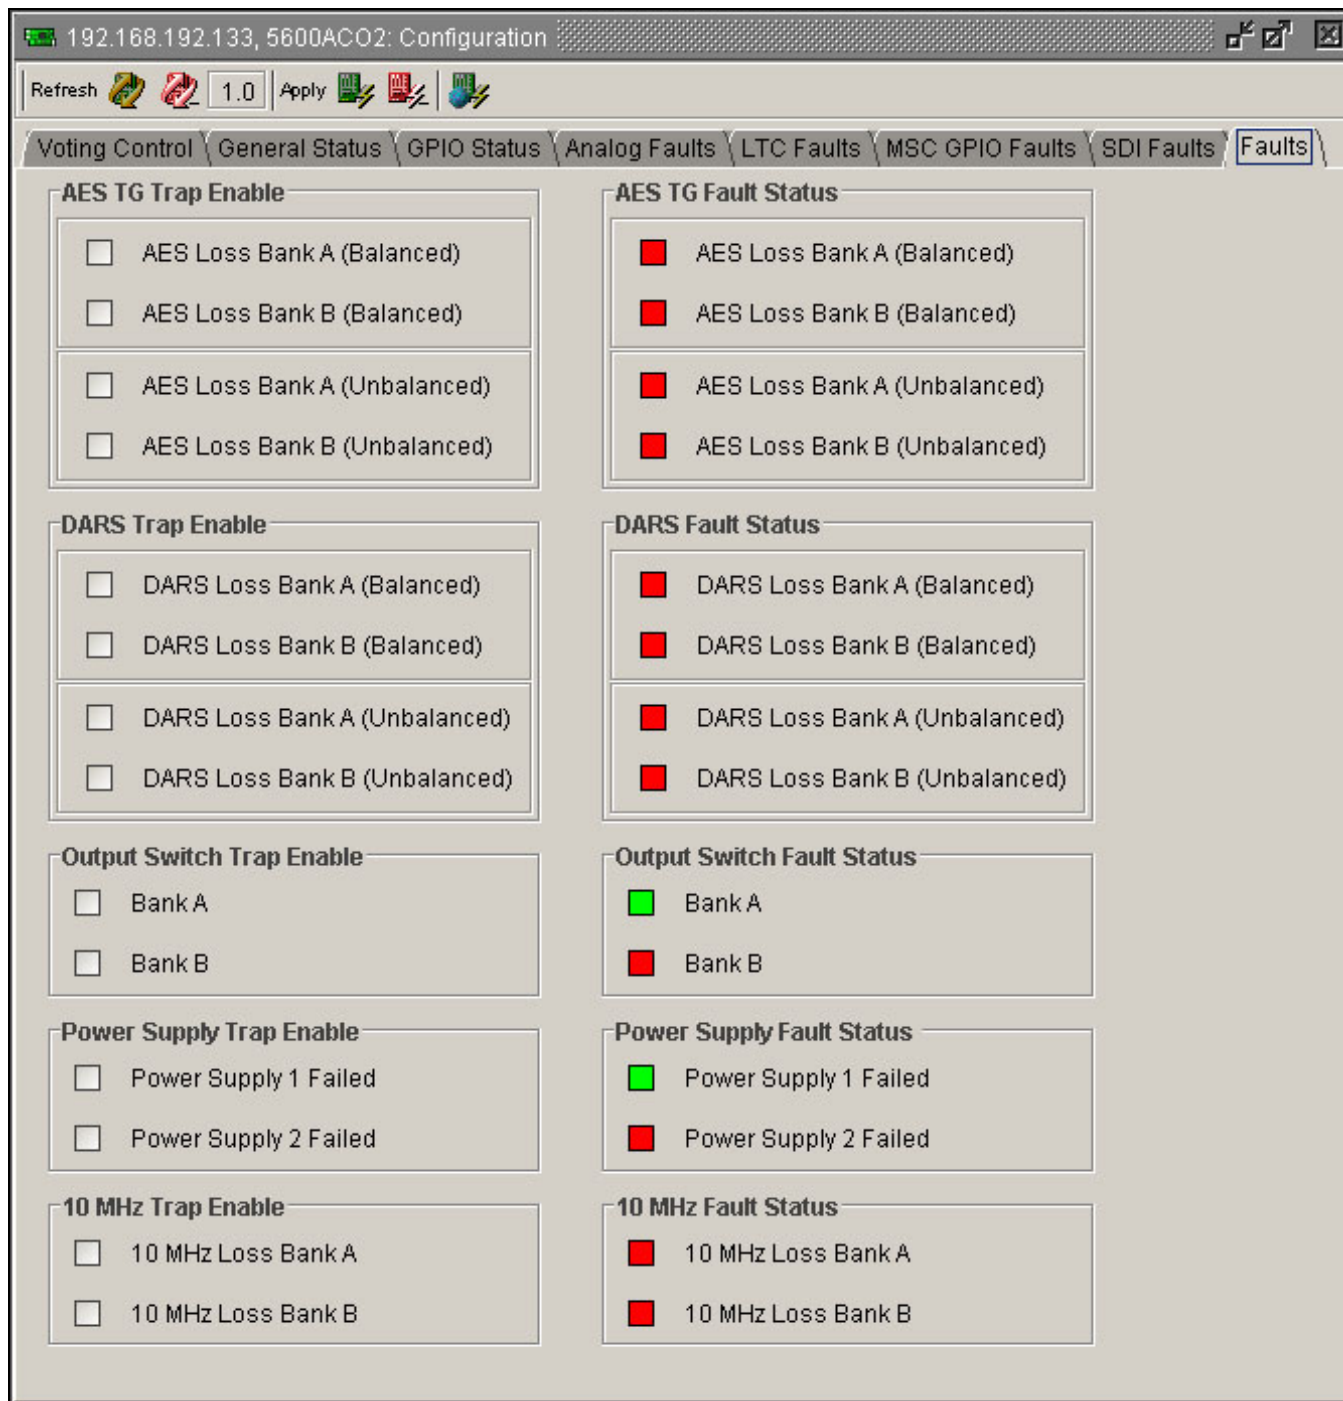 192.168.192.133, 5600ACO2: Configuration
Refresh 1.0 Apply
Voting Control General Status GPIO Status Analog Faults LTC Faults MSC GPIO Faults SDI Faults Faults
AES TG Trap Enable
AES Loss Bank A (Balanced)
AES Loss Bank B (Balanced)
AES Loss Bank A (Unbalanced)
AES Loss Bank B (Unbalanced)
AES TG Fault Status
AES Loss Bank A (Balanced)
AES Loss Bank B (Balanced)
AES Loss Bank A (Unbalanced)
AES Loss Bank B (Unbalanced)
DARS Trap Enable
DARS Loss Bank A (Balanced)
DARS Loss Bank B (Balanced)
DARS Loss Bank A (Unbalanced)
DARS Loss Bank B (Unbalanced)
DARS Fault Status
DARS Loss Bank A (Balanced)
DARS Loss Bank B (Balanced)
DARS Loss Bank A (Unbalanced)
DARS Loss Bank B (Unbalanced)
Output Switch Trap Enable
Bank A
Bank B
Output Switch Fault Status
Bank A
Bank B
Power Supply Trap Enable
Power Supply 1 Failed
Power Supply 2 Failed
Power Supply Fault Status
Power Supply 1 Failed
Power Supply 2 Failed
10 MHz Trap Enable
10 MHz Loss Bank A
10 MHz Loss Bank B
10 MHz Fault Status
10 MHz Loss Bank A
10 MHz Loss Bank B